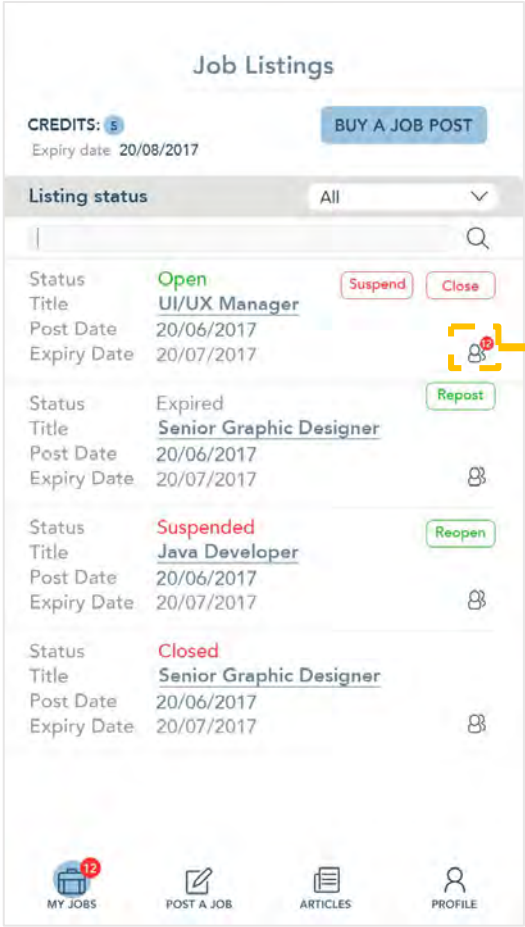 Job Listings
CREDITS: 5
BUY A JOB POST
Expiry date 20/08/2017
Listing status All
Status Open Suspend Close
Title UI/UX Manager
Post Date 20/06/2017
Expiry Date 20/07/2017 12
Status Expired Repost
Title Senior Graphic Designer
Post Date 20/06/2017
Expiry Date 20/07/2017
Status Suspended Reopen
Title Java Developer
Post Date 20/06/2017
Expiry Date 20/07/2017
Status Closed
Title Senior Graphic Designer
Post Date 20/06/2017
Expiry Date 20/07/2017
12
MY JOBS POST A JOB ARTICLES PROFILE